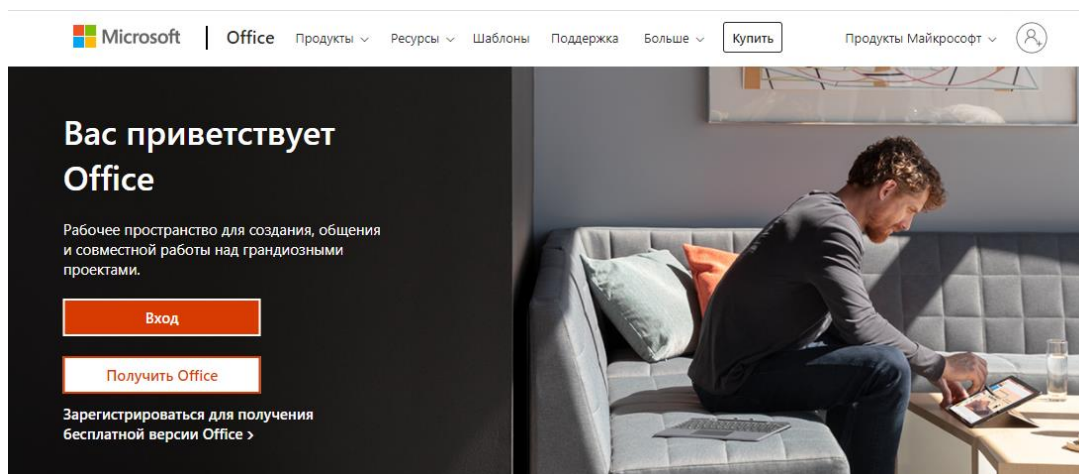 Microsoft Office Продукты Ресурсы Шаблоны Поддержка Больше Купить Продукты Майкрософт
Вас приветствует
Office
Рабочее пространство для создания, общения
и совместной работы над грандиозными
проектами.
Вход
Получить Office
Зарегистрироваться для получения
бесплатной версии Office >